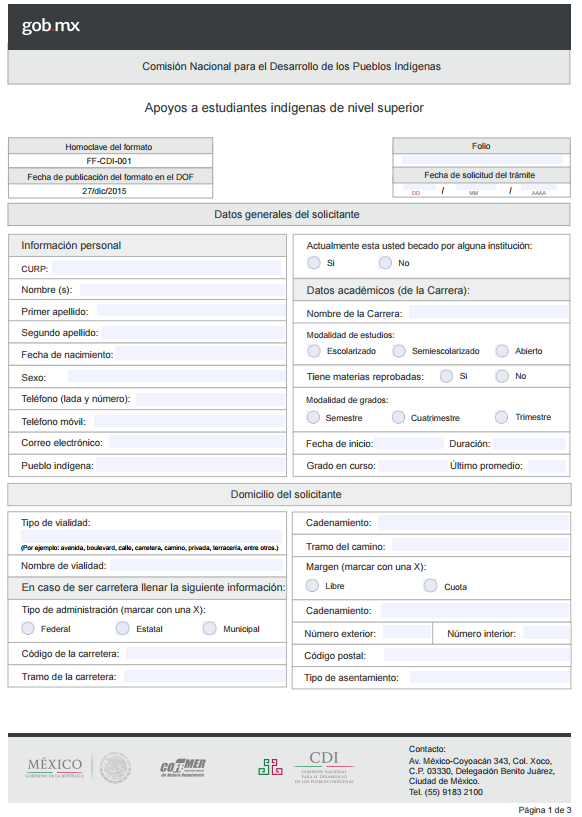 gob.mx
Comisión Nacional para el Desarrollo de los Pueblos Indígenas
Apoyos a estudiantes indígenas de nivel superior
Homoclave del formato
FF-CDI-001
Fecha de publicación del formato en el DOF
27/dic/2015
Folio
Fecha de solicitud del trámite
DD / MM / AAAA
Datos generales del solicitante
Información personal
CURP:
Nombre (s):
Primer apellido:
Segundo apellido:
Fecha de nacimiento:
Sexo:
Teléfono (lada y número):
Teléfono móvil:
Correo electrónico:
Pueblo indígena:
Actualmente esta usted becado por alguna institución:
Si No
Datos académicos (de la Carrera):
Nombre de la Carrera:
Modalidad de estudios:
Escolarizado Semiescolarizado Abierto
Tiene materias reprobadas: Si No
Modalidad de grados:
Semestre Cuatrimestre Trimestre
Fecha de inicio: Duración:
Grado en curso: Último promedio:
Domicilio del solicitante
Tipo de vialidad:
(Por ejemplo: avenida, boulevard, calle, carretera, camino, privada, terracería, entre otros.)
Nombre de vialidad:
En caso de ser carretera llenar la siguiente información:
Tipo de administración (marcar con una X):
Federal Estatal Municipal
Código de la carretera:
Tramo de la carretera:
Cadenamiento:
Tramo del camino:
Margen (marcar con una X):
Libre Cuota
Cadenamiento:
Número exterior: Número interior:
Código postal:
Tipo de asentamiento:
MÉXICO
GOBIERNO DE LA REPÚBLICA
COFEMER
de Mejora Regulatoria
CDI
COMISIÓN NACIONAL
PARA EL DESARROLLO
DE LOS PUEBLOS INDÍGENAS
Contacto:
Av. México-Coyoacán 343, Col. Xoco,
C.P. 03330, Delegación Benito Juárez,
Ciudad de México.
Tel. (55) 9183 2100
Página 1 de 3